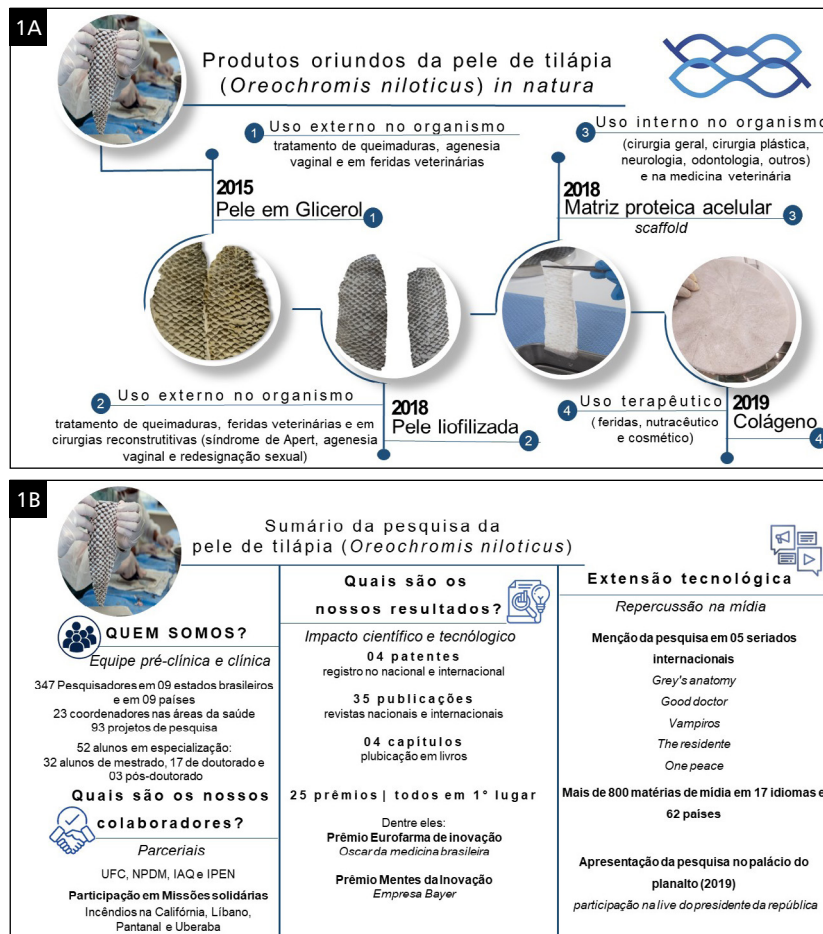 1A
Produtos oriundos da pele de tilápia
(Oreochromis niloticus) in natura
1 Uso externo no organismo
tratamento de queimaduras, agenesia
vaginal e em feridas veterinárias
3 Uso interno no organismo
(cirurgia geral, cirurgia plástica,
neurologia, odontologia, outros)
e na medicina veterinária
2015
Pele em Glicerol 1
2018
Matriz proteica acelular 3
scaffold
2 Uso externo no organismo
tratamento de queimaduras, feridas veterinárias e em
cirurgias reconstrutitivas (síndrome de Apert, agenesia
vaginal e redesignação sexual)
2018
Pele liofilizada 2
4 Uso terapêutico
(feridas, nutracêutico
e cosmético)
2019
Colágeno 4
1B
Sumário da pesquisa da
pele de tilápia (Oreochromis niloticus)
QUEM SOMOS?
Equipe pré-clínica e clínica
347 Pesquisadores em 09 estados brasileiros
e em 09 países
23 coordenadores nas áreas da saúde
93 projetos de pesquisa
52 alunos em especialização:
32 alunos de mestrado, 17 de doutorado e
03 pós-doutorado
Quais são os nossos
colaboradores?
Parceriais
UFC, NPDM, IAQ e IPEN
Participação em Missões solidárias
Incêndios na Califórnia, Líbano,
Pantanal e Uberaba
Quais são os
nossos resultados?
Impacto científico e tecnólogico
04 patentes
registro no nacional e internacional
35 publicações
revistas nacionais e internacionais
04 capítulos
plubicação em livros
25 prêmios | todos em 1° lugar
Dentre eles:
Prêmio Eurofarma de inovação
Oscar da medicina brasileira
Prêmio Mentes da Inovação
Empresa Bayer
Extensão tecnológica
Repercussão na mídia
Menção da pesquisa em 05 seriados
internacionais
Grey's anatomy
Good doctor
Vampiros
The residente
One peace
Mais de 800 matérias de mídia em 17 idiomas e
62 países
Apresentação da pesquisa no palácio do
planalto (2019)
participação na live do presidente da república